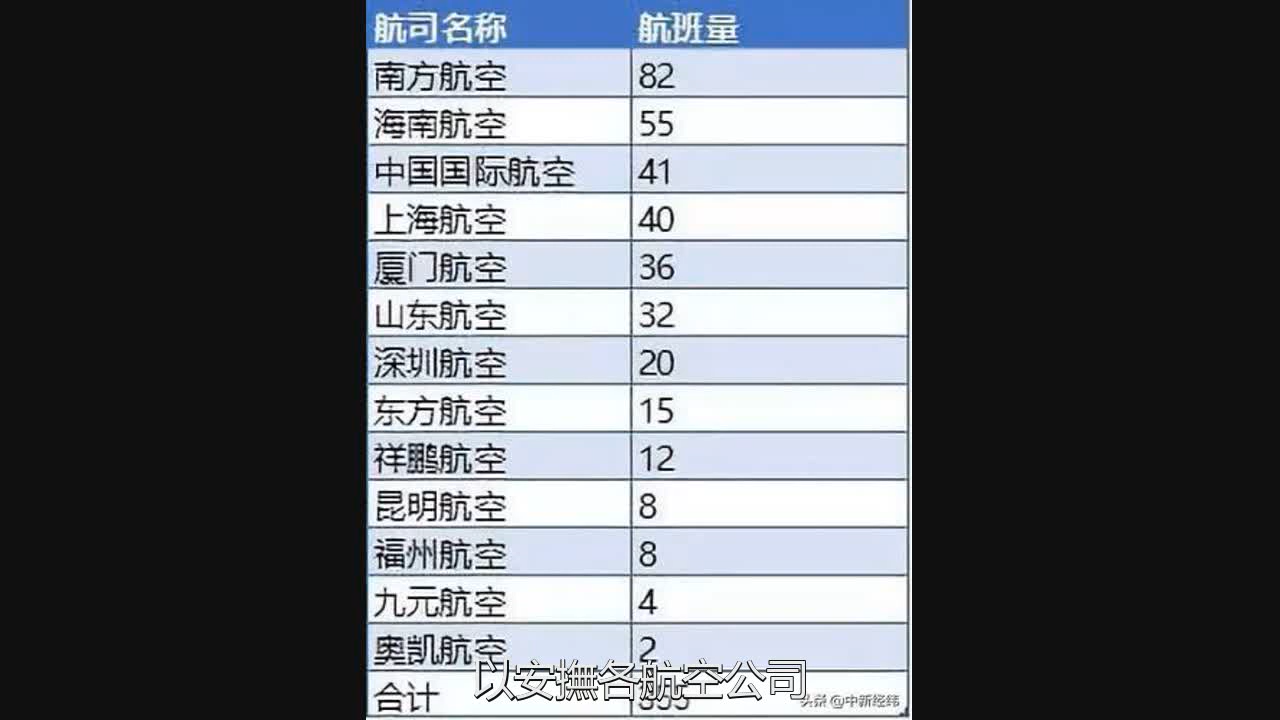 航司名称 航班量
南方航空 82
海南航空 55
中国国际航空 41
上海航空 40
厦门航空 36
山东航空 32
深圳航空 20
东方航空 15
祥鹏航空 12
昆明航空 8
福州航空 8
九元航空 4
奥凯航空 2
以安撫各航空公司
合计 355
头条 @中新经纬